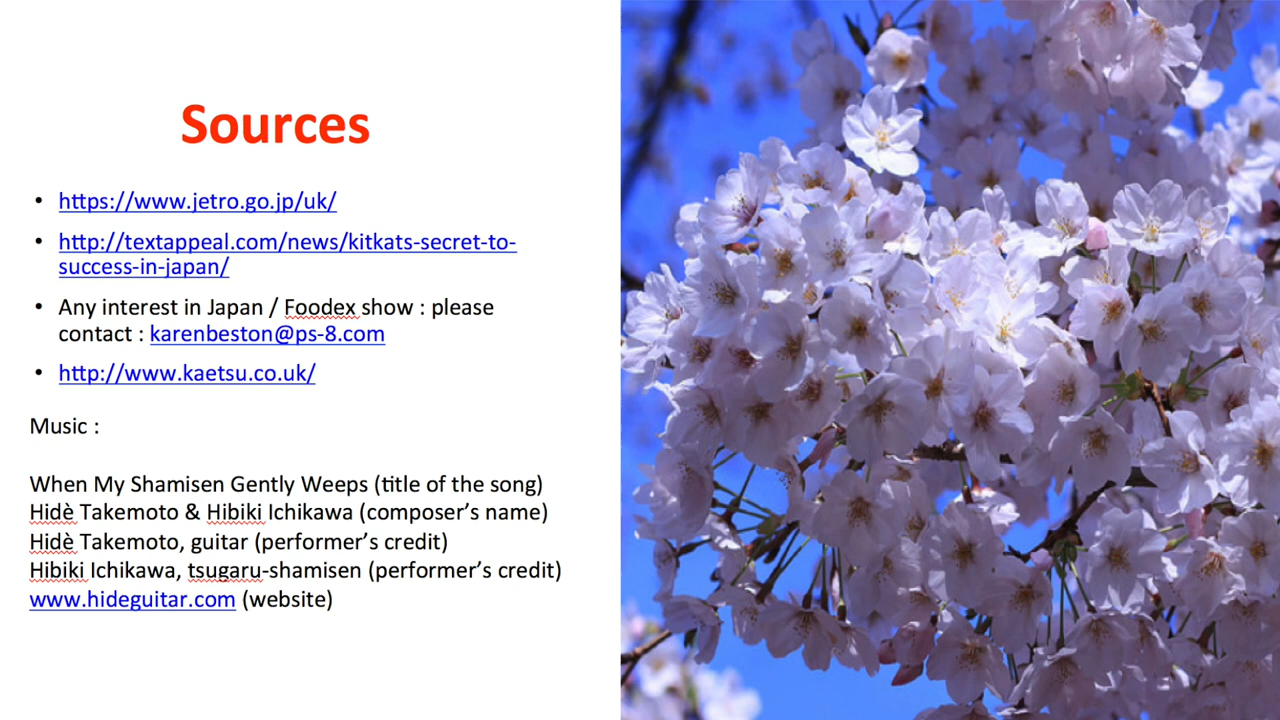 Sources
• https://www.jetro.go.jp/uk/
• http://textappeal.com/news/kitkats-secret-to-
success-in-japan/
• Any interest in Japan / Foodex show : please
contact : karenbeston@ps-8.com
• http://www.kaetsu.co.uk/
Music :
When My Shamisen Gently Weeps (title of the song)
Hidè Takemoto & Hibiki Ichikawa (composer’s name)
Hidè Takemoto, guitar (performer’s credit)
Hibiki Ichikawa, tsugaru-shamisen (performer’s credit)
www.hideguitar.com (website)